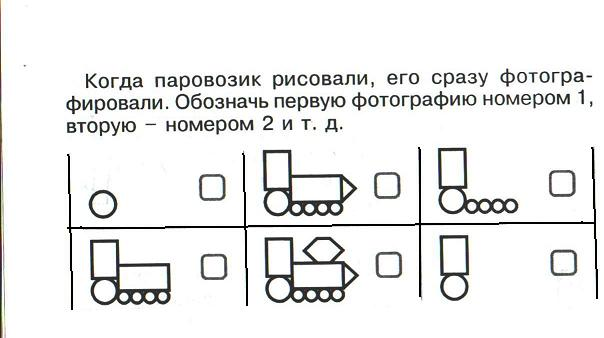 Когда паровозик рисовали, его сразу фотогра-
фировали. Обозначь первую фотографию номером 1,
вторую – номером 2 и т. д.